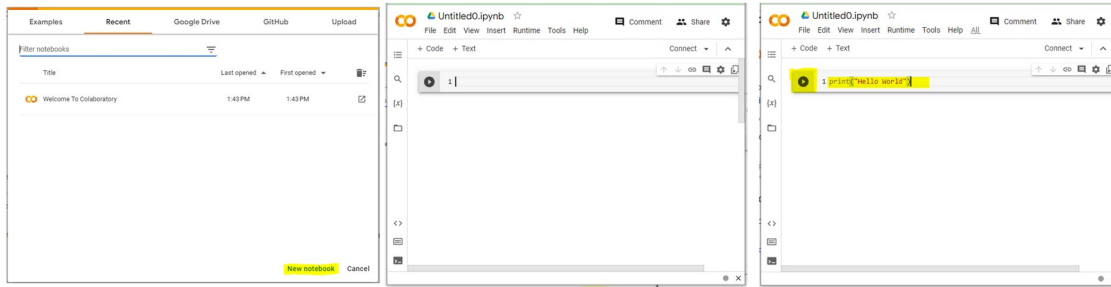 Examples Recent Google Drive GitHub Upload
Filter notebooks
Title Last opened First opened
Welcome To Colaboratory 1:43 PM 1:43 PM
New notebook Cancel
Untitled0.ipynb
Comment Share
File Edit View Insert Runtime Tools Help
+ Code + Text Connect
1
{x}
Untitled0.ipynb
Comment Share
File Edit View Insert Runtime Tools Help All
+ Code + Text Connect
1 print("Hello World")
{x}